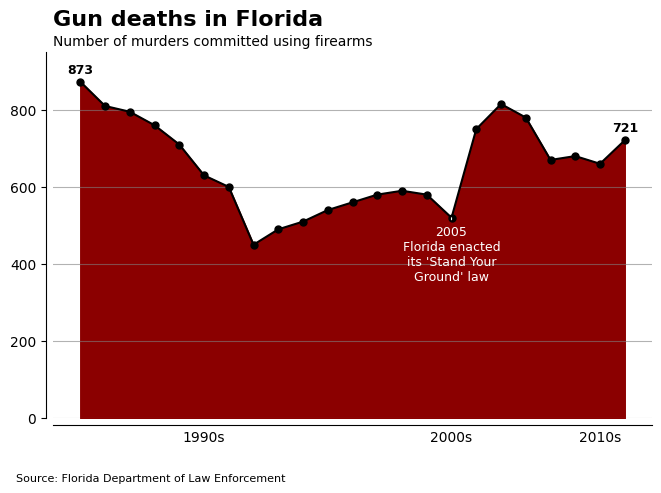 Gun deaths in Florida
Number of murders committed using firearms
873
721
800
600
400
200
0
2005
Florida enacted
its 'Stand Your
Ground' law
1990s
2000s
2010s
Source: Florida Department of Law Enforcement